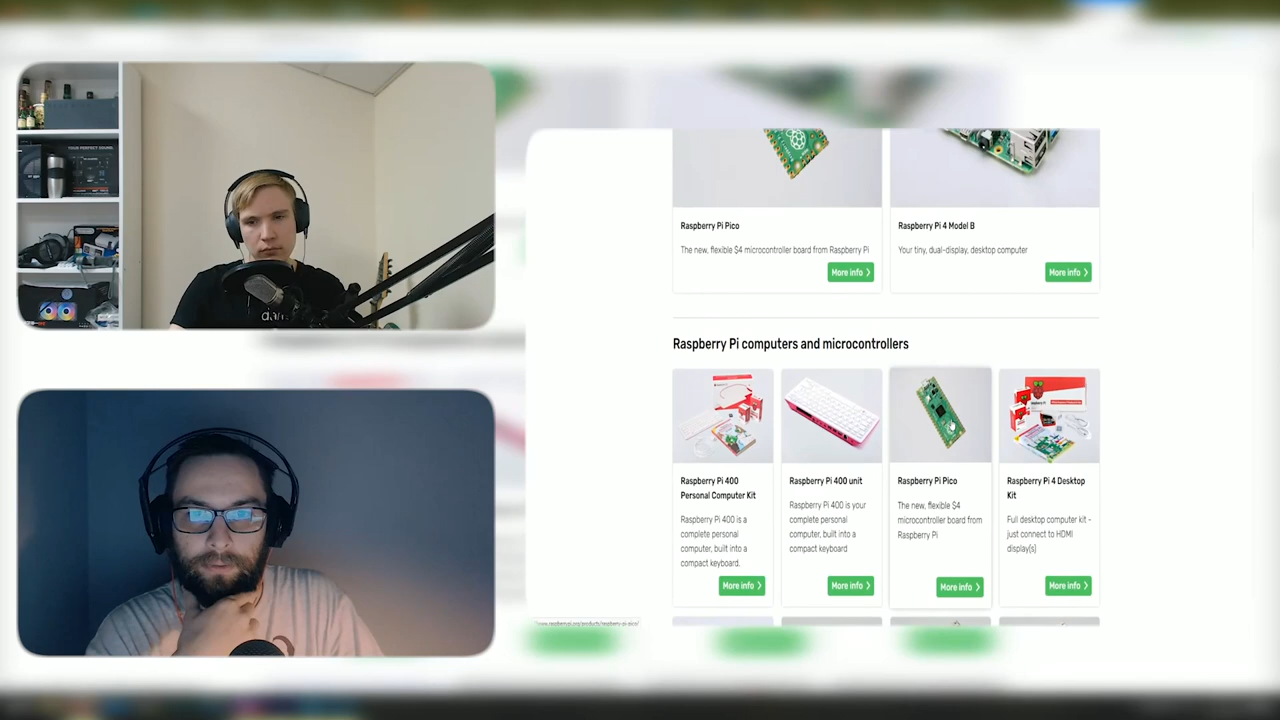 Raspberry Pi Pico
The new, flexible $4 microcontroller board from Raspberry Pi
More info
Raspberry Pi 4 Model B
Your tiny, dual-display, desktop computer
More info
Raspberry Pi computers and microcontrollers
Raspberry Pi 400
Personal Computer Kit
Raspberry Pi 400 is a
complete personal
computer, built into a
compact keyboard.
More info
Raspberry Pi 400 unit
Raspberry Pi 400 is your
complete personal
computer, built into a
compact keyboard
More info
Raspberry Pi Pico
The new, flexible $4
microcontroller board from
Raspberry Pi
More info
Raspberry Pi 4 Desktop
Kit
Full desktop computer kit -
just connect to HDMI
display(s)
More info